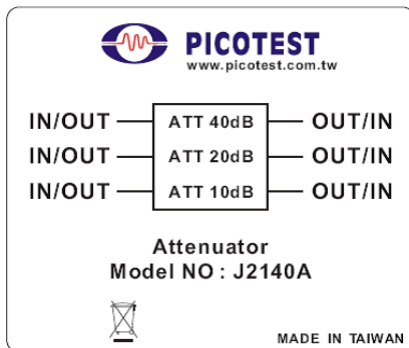 PICOTEST
www.picotest.com.tw
IN/OUT ATT 40dB OUT/IN
IN/OUT ATT 20dB OUT/IN
IN/OUT ATT 10dB OUT/IN
Attenuator
Model NO : J2140A
MADE IN TAIWAN